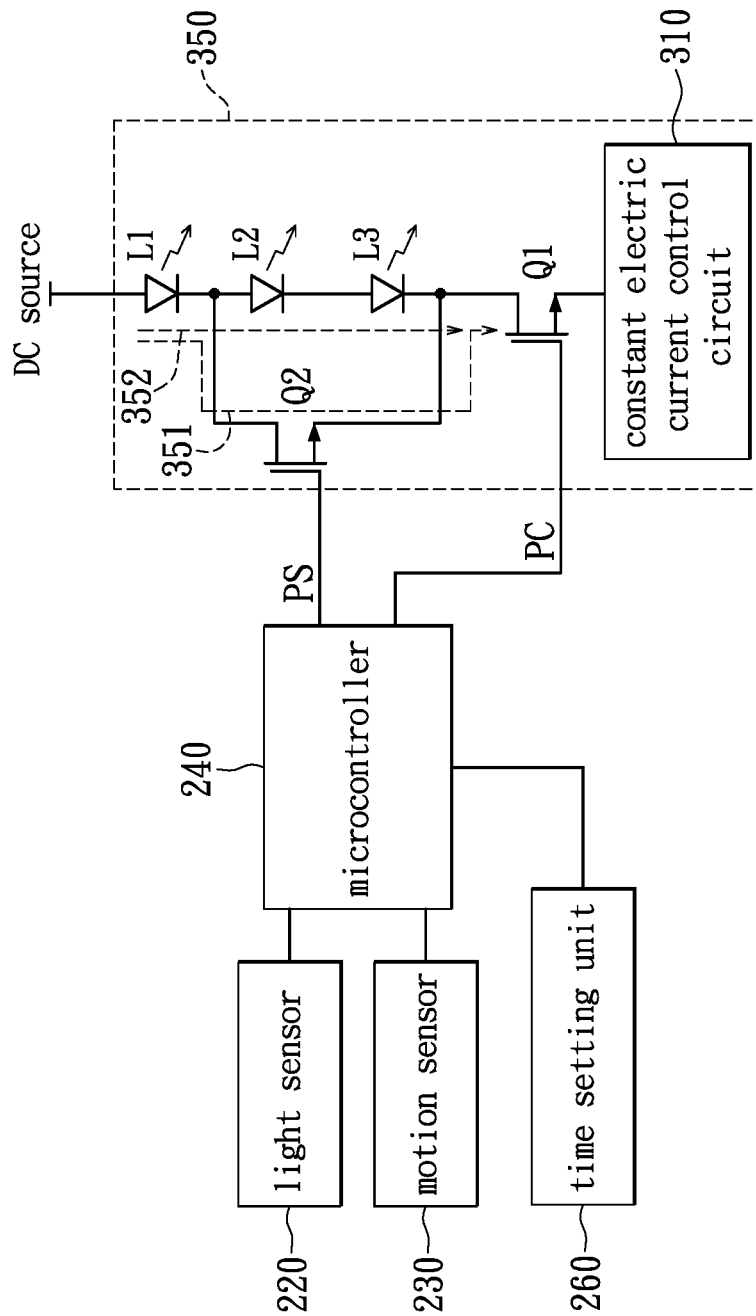 DC source
350
L1
L2
L3
352
351
Q2
Q1
PS
PC
constant electric
current control
circuit
310
240
microcontroller
220
light sensor
230
motion sensor
260
time setting unit